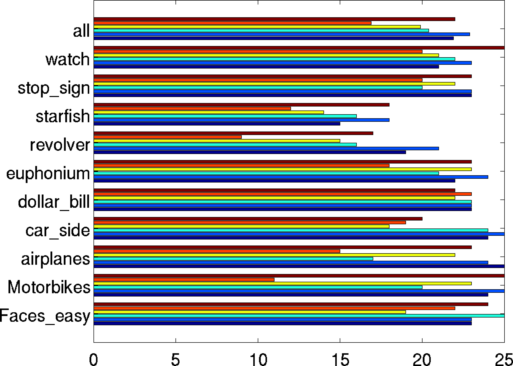 all
watch
stop_sign
starfish
revolver
euphonium
dollar_bill
car_side
airplanes
Motorbikes
Faces_easy
0 5 10 15 20 25